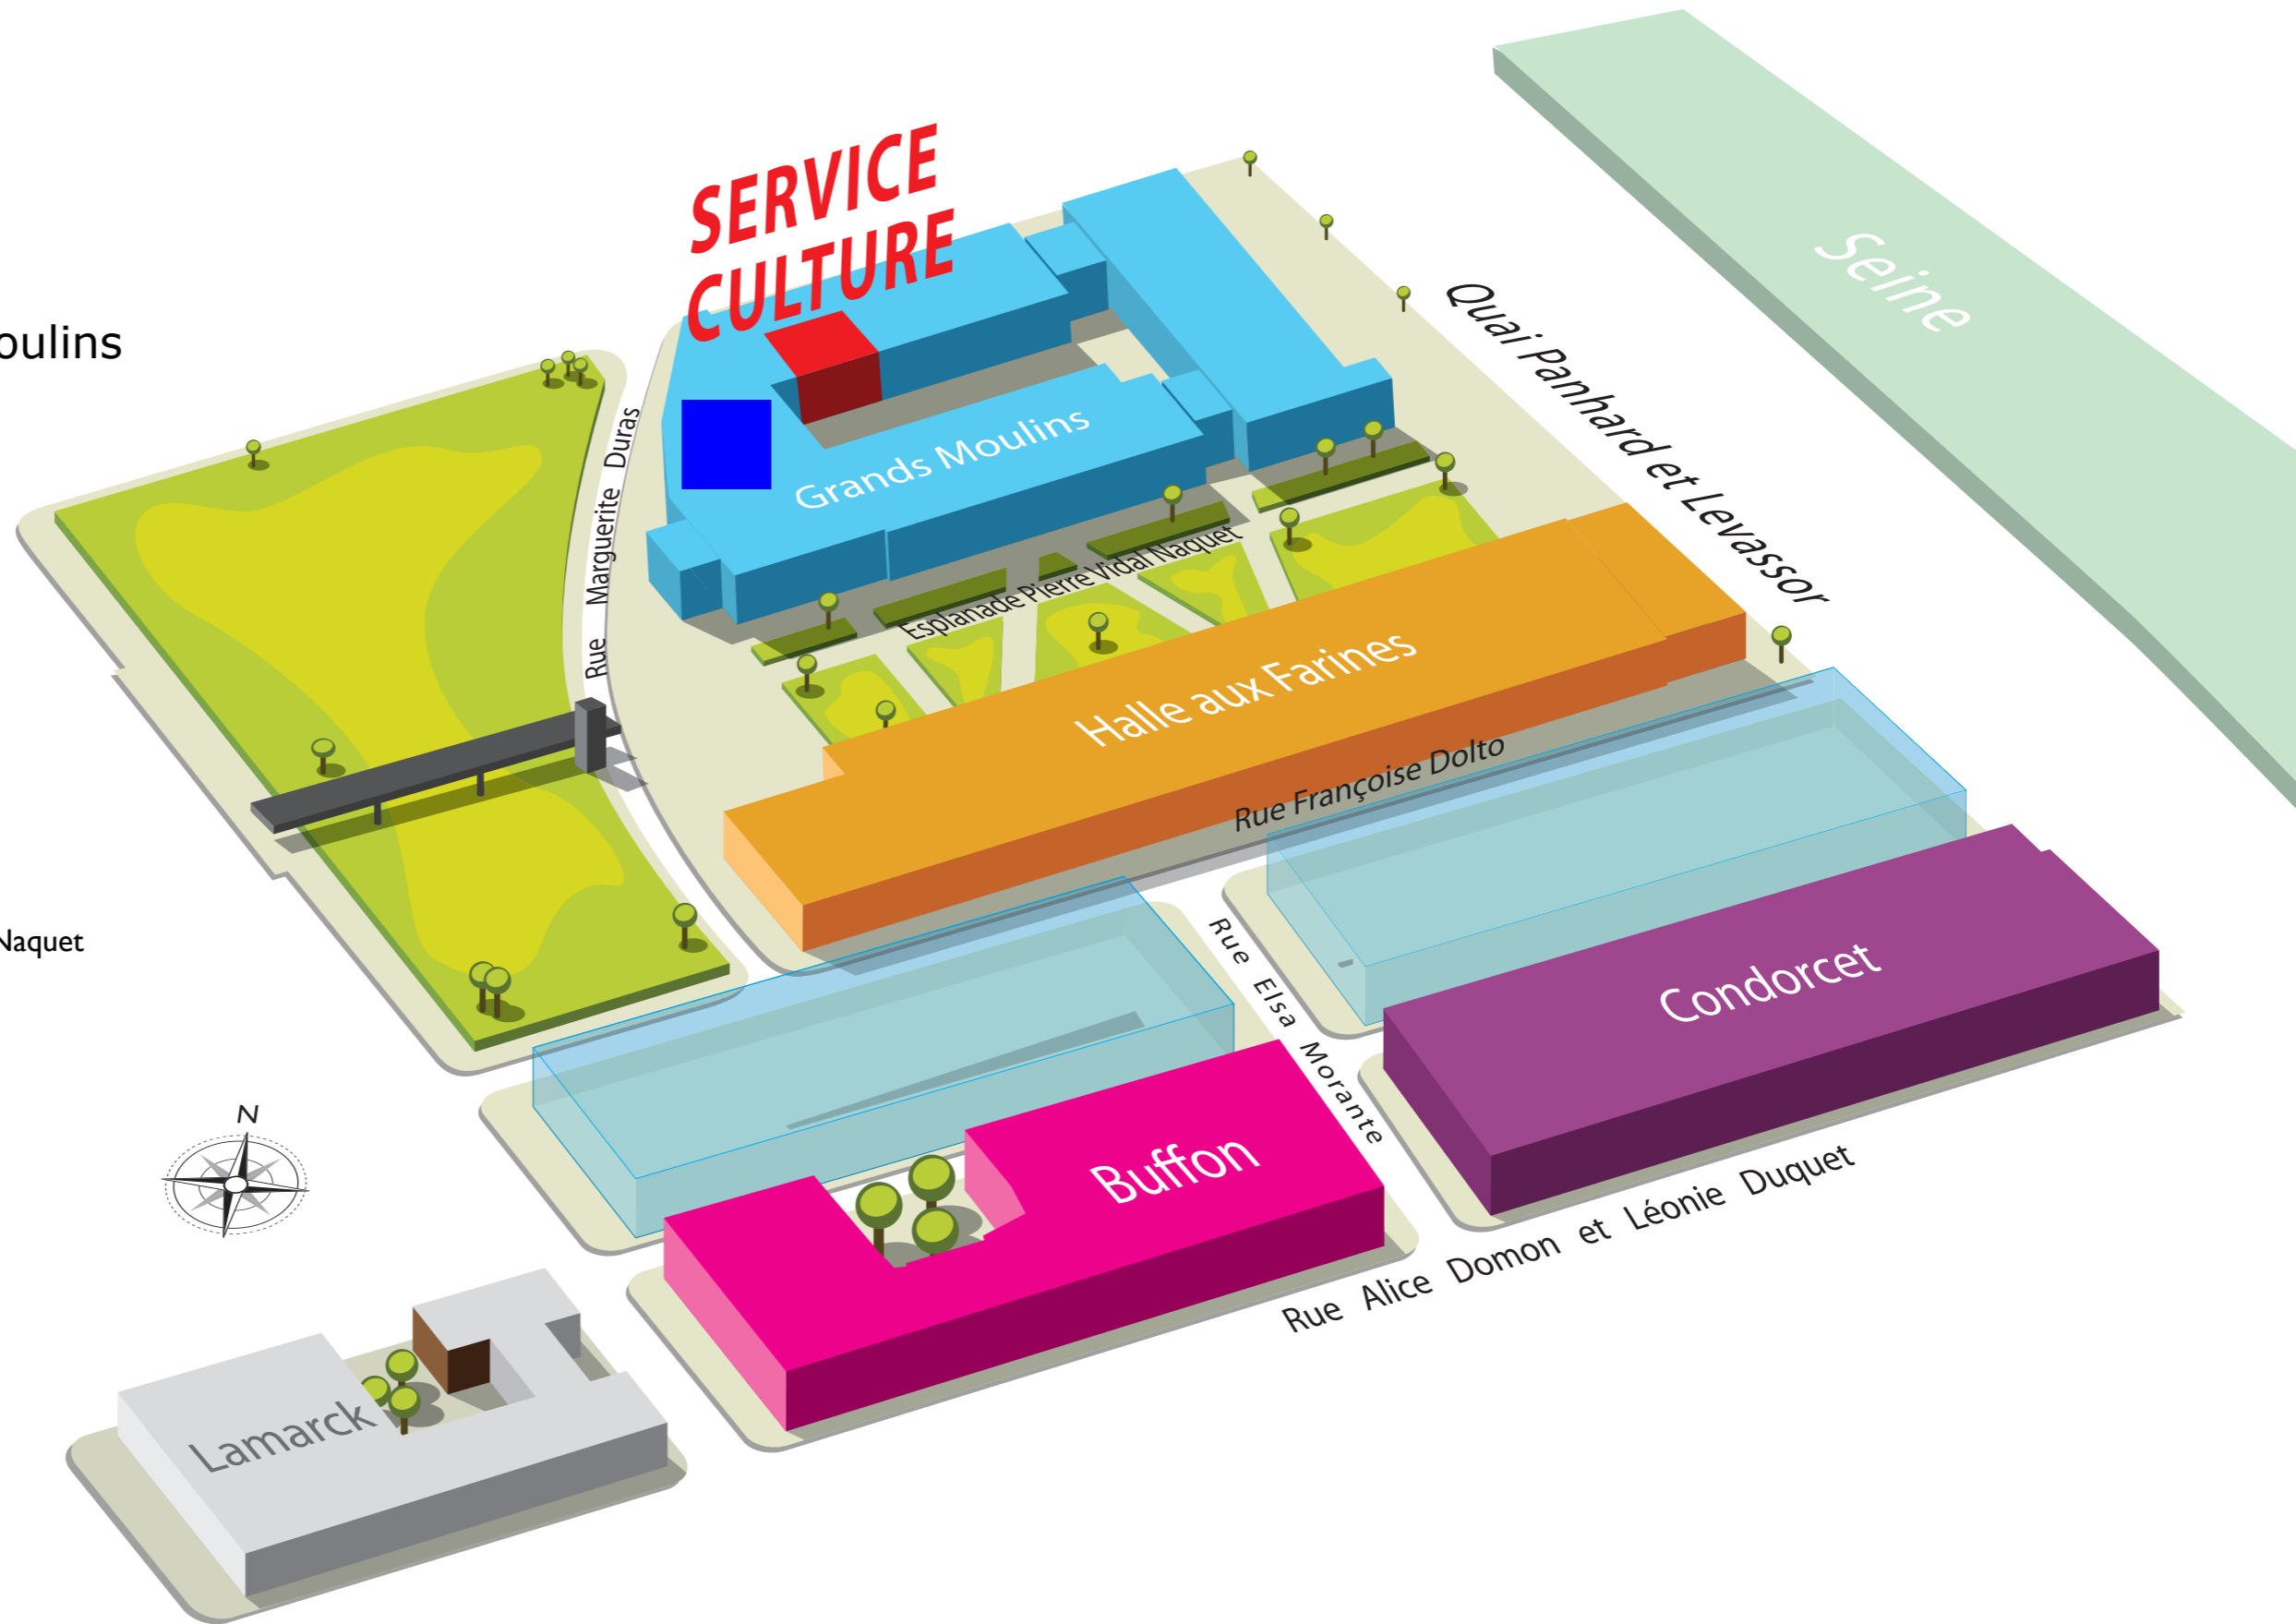 SERVICE
CULTURE
oulins
Seine
Quai Panhard et Levassor
Rue Marguerite Duras
Grands Moulins
Esplanade Pierre Vidal Naquet
Halle aux Farines
Rue Françoise Dolto
Naquet
Rue Elsa Morante
Condorcet
N
Buffon
Rue Alice Domon et Léonie Duquet
Lamarck